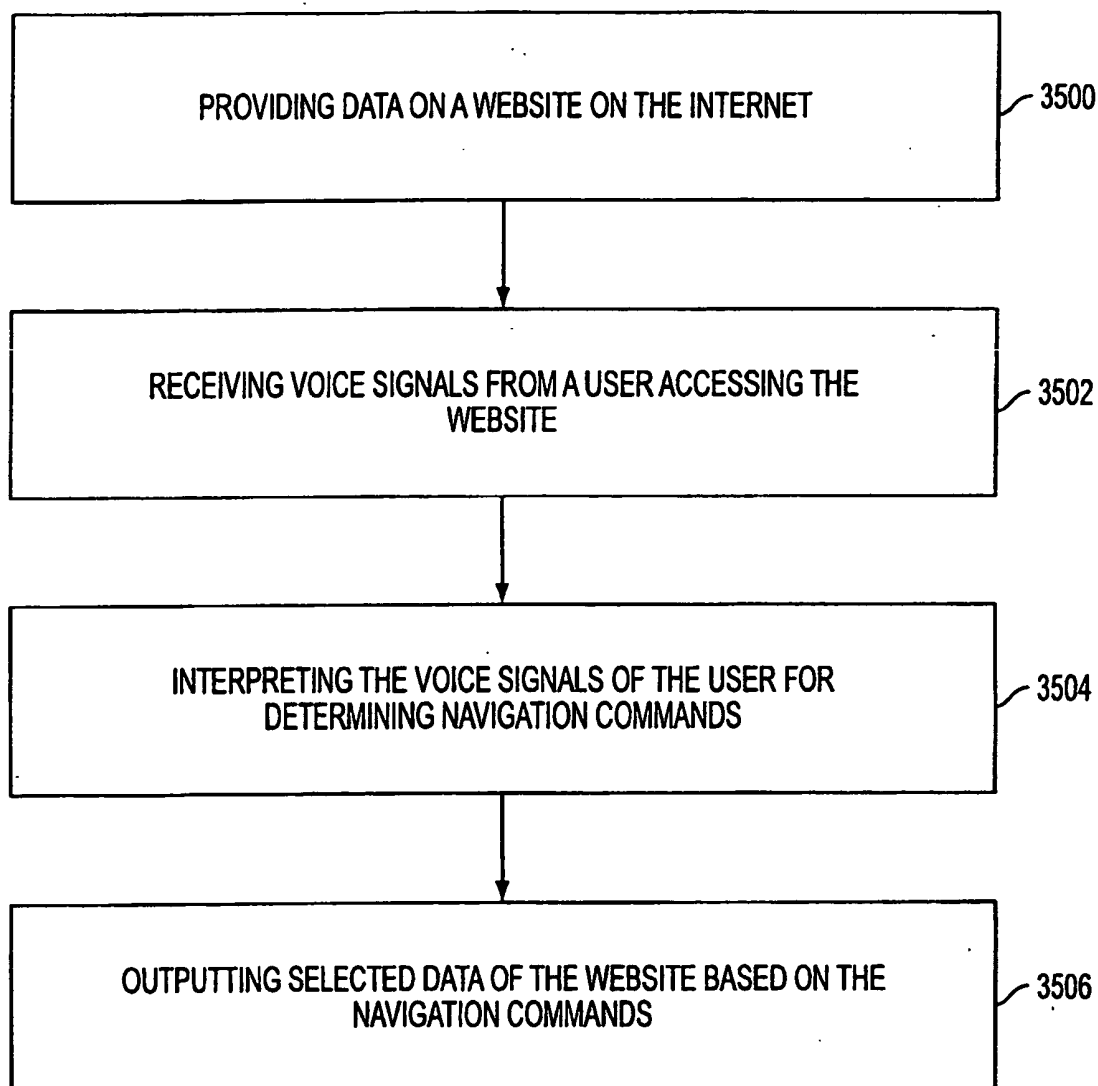 PROVIDING DATA ON A WEBSITE ON THE INTERNET
3500
RECEIVING VOICE SIGNALS FROM A USER ACCESSING THE
WEBSITE
3502
INTERPRETING THE VOICE SIGNALS OF THE USER FOR
DETERMINING NAVIGATION COMMANDS
3504
OUTPUTTING SELECTED DATA OF THE WEBSITE BASED ON THE
NAVIGATION COMMANDS
3506